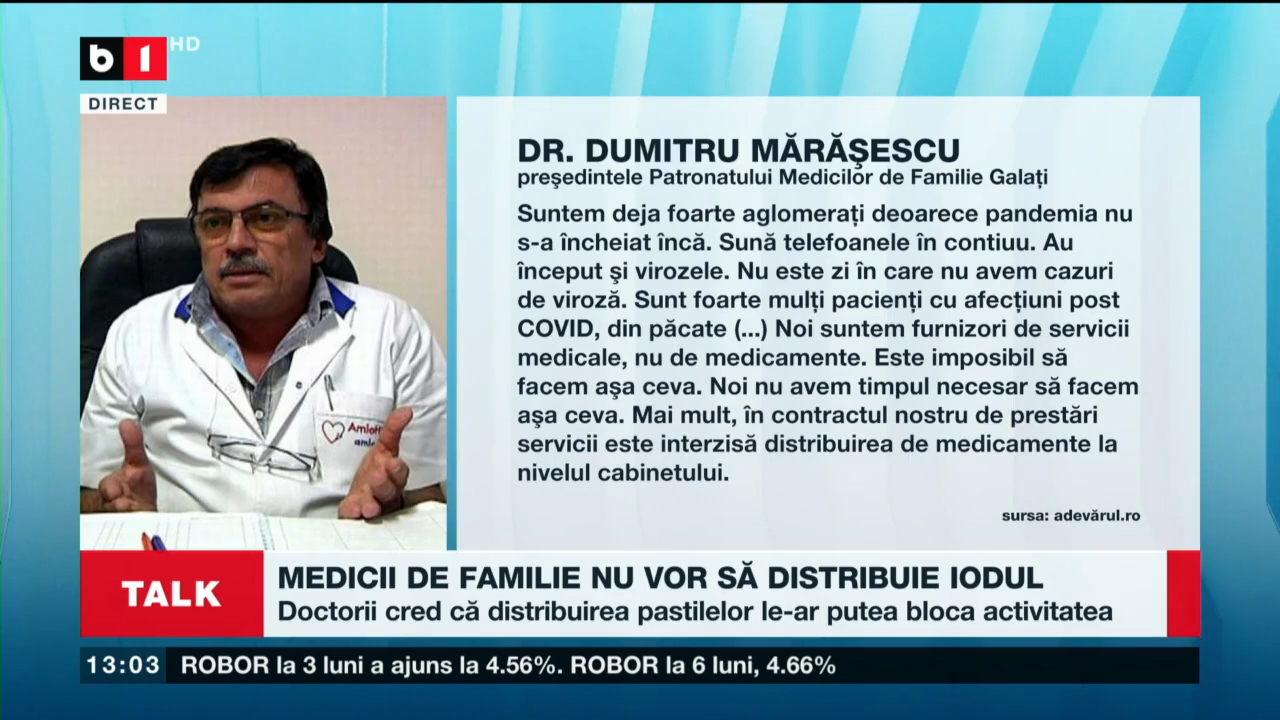 b 1 HD
DIRECT
DR. DUMITRU MĂRĂŞESCU
preşedintele Patronatului Medicilor de Familie Galați
Suntem deja foarte aglomerați deoarece pandemia nu
s-a încheiat încă. Sună telefoanele în contiuu. Au
început şi virozele. Nu este zi în care nu avem cazuri
de viroză. Sunt foarte mulți pacienți cu afecțiuni post
COVID, din păcate (...) Noi suntem furnizori de servicii
medicale, nu de medicamente. Este imposibil să
facem aşa ceva. Noi nu avem timpul necesar să facem
aşa ceva. Mai mult, în contractul nostru de prestări
servicii este interzisă distribuirea de medicamente la
nivelul cabinetului.
sursa: adevărul.ro
TALK
MEDICII DE FAMILIE NU VOR SĂ DISTRIBUIE IODUL
Doctorii cred că distribuirea pastilelor le-ar putea bloca activitatea
13:03 ROBOR la 3 luni a ajuns la 4.56%. ROBOR la 6 luni, 4.66%